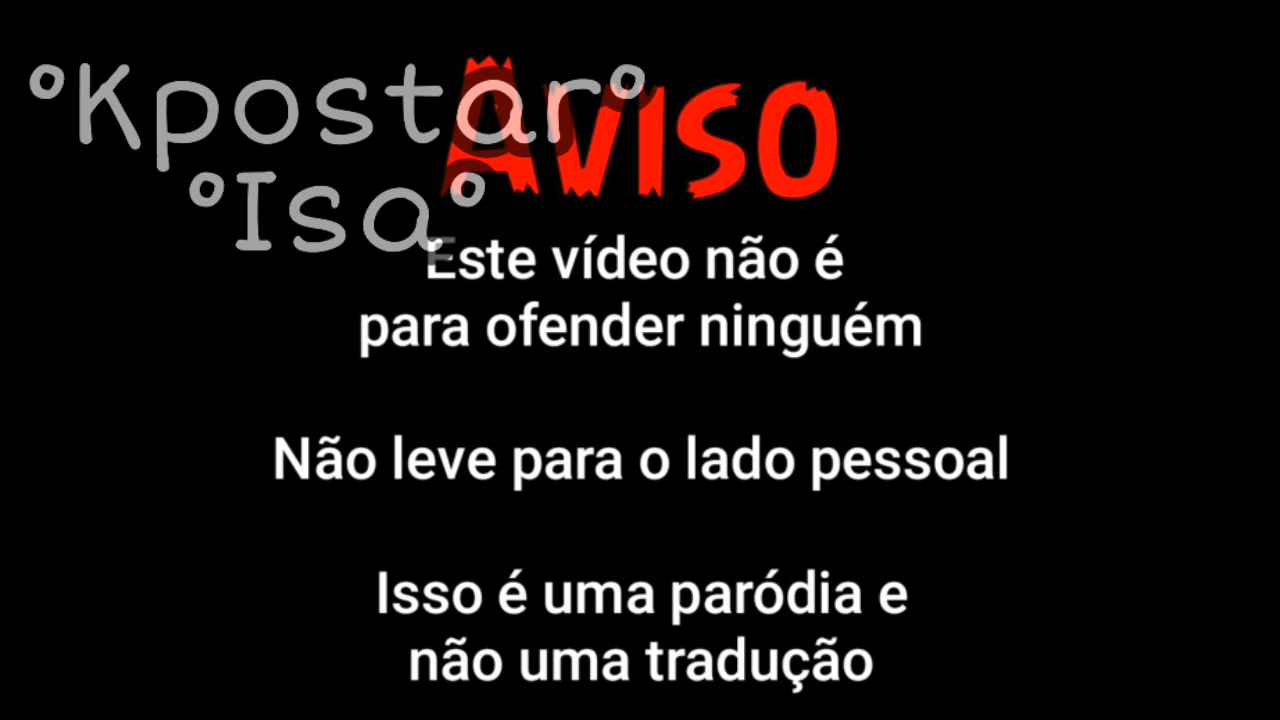 °Kpostar°
°Isa°
Aviso
Este vídeo não é
para ofender ninguém
Não leve para o lado pessoal
Isso é uma paródia e
não uma tradução